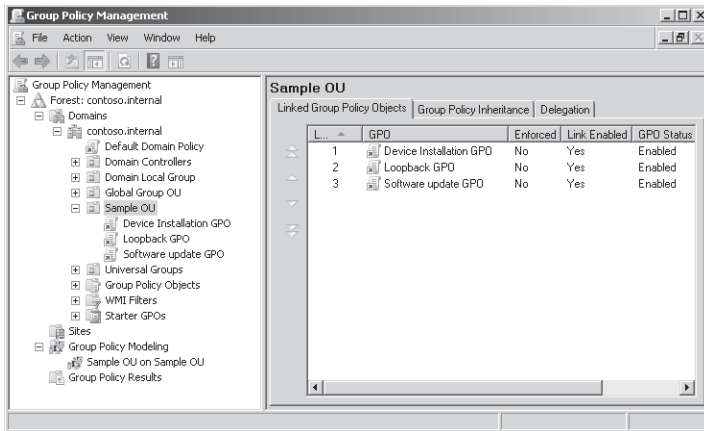 Group Policy Management
File Action View Window Help
Group Policy Management
Forest: contoso.internal
Domains
contoso.internal
Default Domain Policy
Domain Controllers
Domain Local Group
Global Group OU
Sample OU
Device Installation GPO
Loopback GPO
Software update GPO
Universal Groups
Group Policy Objects
WMI Filters
Starter GPOs
Sites
Group Policy Modeling
Sample OU on Sample OU
Group Policy Results
Sample OU
Linked Group Policy Objects Group Policy Inheritance Delegation
L... GPO Enforced Link Enabled GPO Status
1 Device Installation GPO No Yes Enabled
2 Loopback GPO No Yes Enabled
3 Software update GPO No Yes Enabled